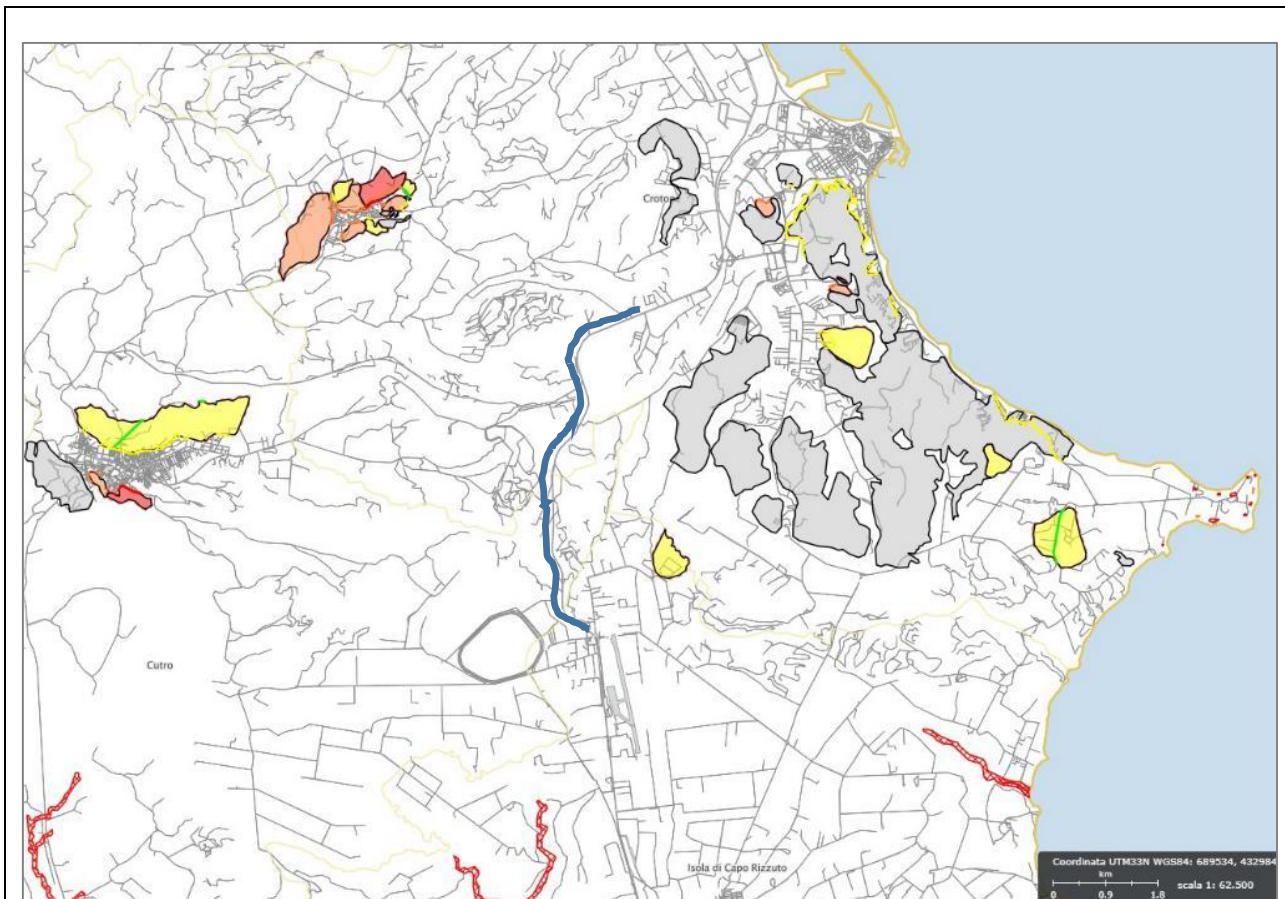 Crotone
Cutro
Isola di Capo Rizzuto
Coordinata UTM33N WGS84: 689534, 432984
km
0 0.9 1.8
scala 1: 62.500